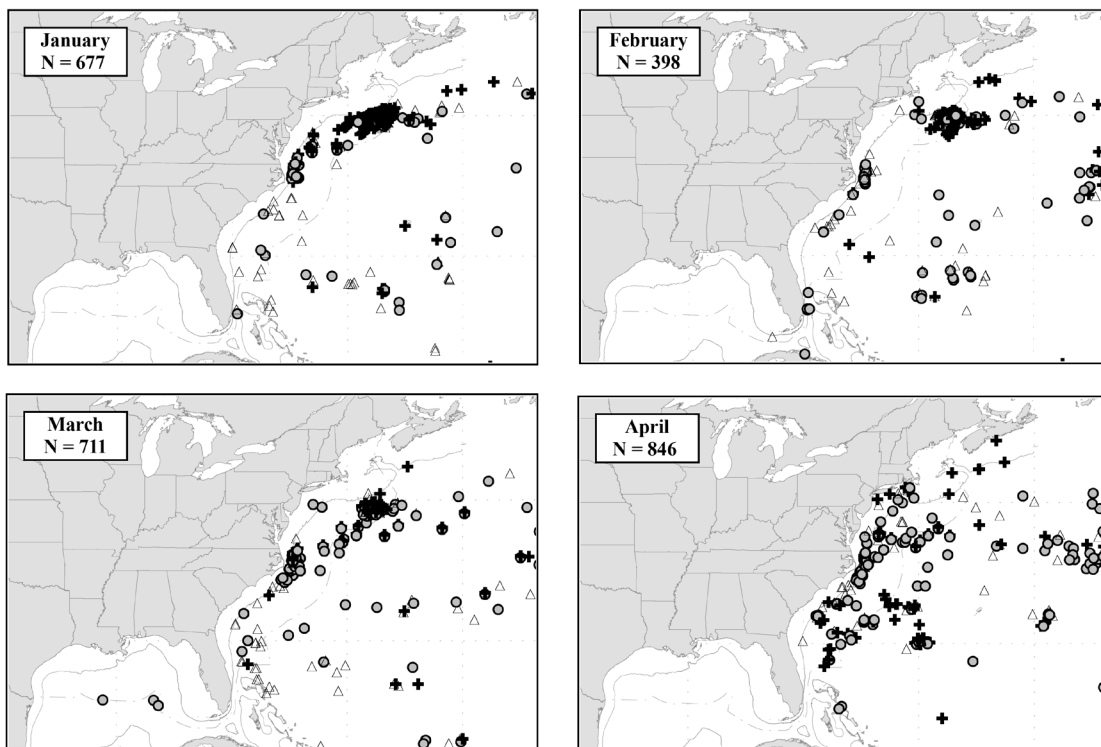 January
N = 677
February
N = 398
March
N = 711
April
N = 846